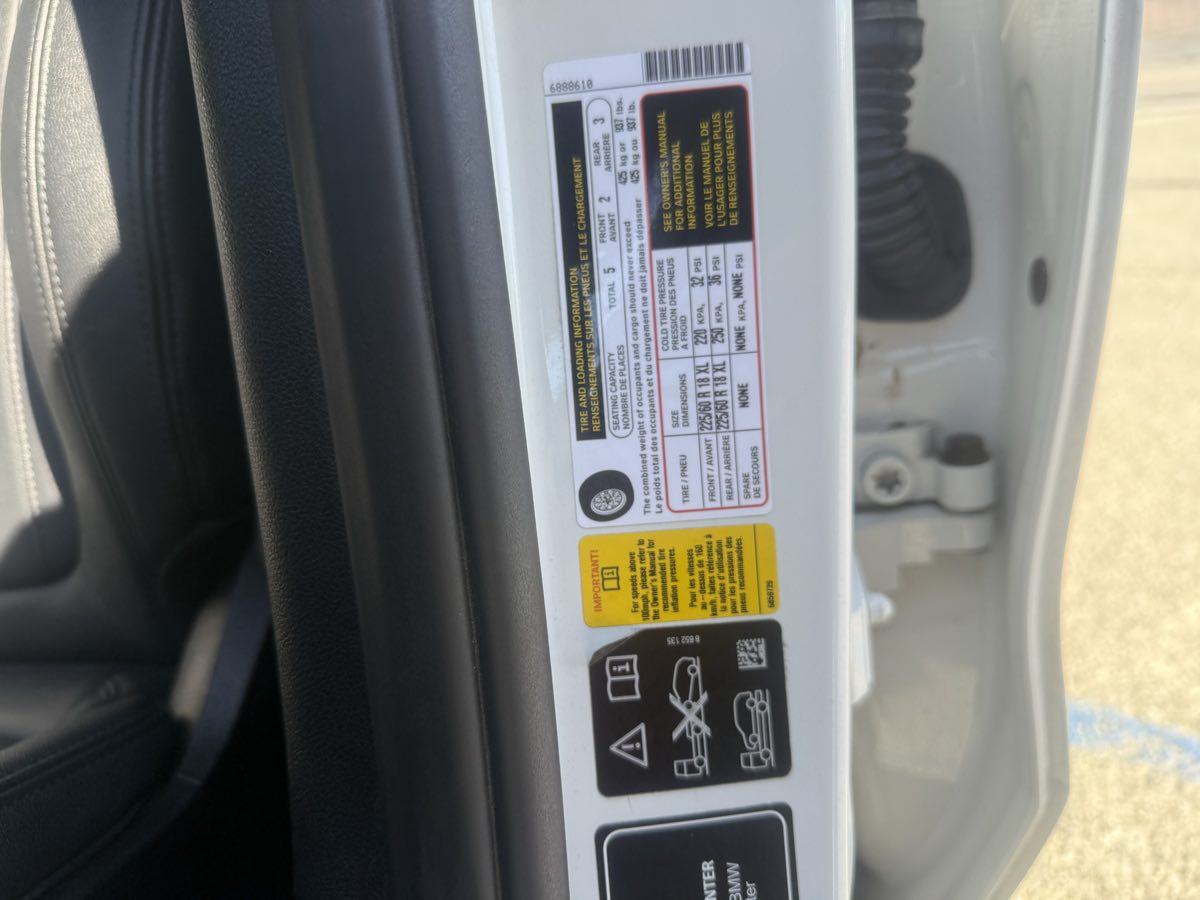 6888610
TIRE AND LOADING INFORMATION
RENSEIGNEMENTS SUR LES PNEUS ET LE CHARGEMENT
SEATING CAPACITY
NOMBRE DE PLACES
TOTAL 5
FRONT
AVANT
2
REAR
ARRIÈRE
3
The combined weight of occupants and cargo should never exceed 425 kg or 937 lbs.
Le poids total des occupants et du chargement ne doit jamais dépasser 425 kg ou 937 lb.
TIRE / PNEU
SIZE
DIMENSIONS
COLD TIRE PRESSURE
PRESSION DES PNEUS
A FROID
FRONT / AVANT 225/60 R 18 XL 220 KPA, 32 PSI
REAR / ARRIÈRE 225/60 R 18 XL 250 KPA, 36 PSI
SPARE
DE SECOURS
NONE NONE KPA, NONE PSI
SEE OWNER'S MANUAL
FOR ADDITIONAL
INFORMATION
VOIR LE MANUEL DE
L'USAGER POUR PLUS
DE RENSEIGNEMENTS
IMPORTANT!
For speeds above
100mph, please refer to
the Owner's Manual for
recommended tire
inflation pressures.
Pour les vitesses
au-dessus de 160
km/h, faites référence à
la notice d'utilisation
pour les pressions des
pneus recommandées.
6856729
8 852 135
NTER
BMW
ter